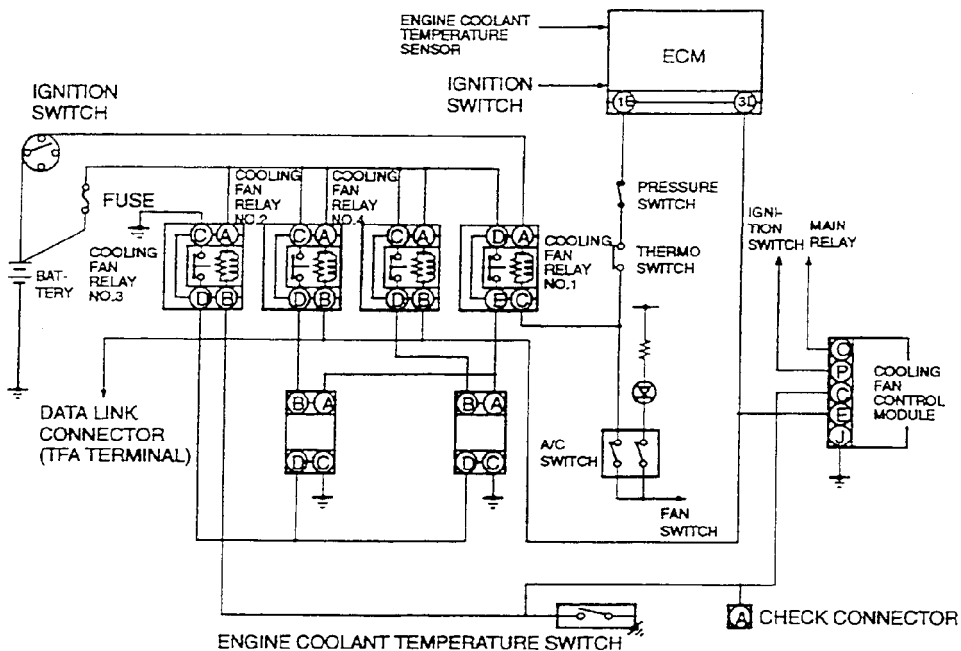 ENGINE COOLANT
TEMPERATURE
SENSOR
ECM
IGNITION
SWITCH
1E
3D
IGNITION
SWITCH
FUSE
COOLING
FAN
RELAY
NO.2
COOLING
FAN
RELAY
NO.4
C A
C A
C A
D A
COOLING
FAN
RELAY
NO.1
PRESSURE
SWITCH
THERMO
SWITCH
IGNI-
TION
SWITCH
MAIN
RELAY
BAT-
TERY
COOLING
FAN
RELAY
NO.3
D B
D B
D B
E C
O
P
C
E
J
COOLING
FAN
CONTROL
MODULE
DATA LINK
CONNECTOR
(TFA TERMINAL)
B A
D C
B A
D C
A/C
SWITCH
FAN
SWITCH
ENGINE COOLANT TEMPERATURE SWITCH
A CHECK CONNECTOR